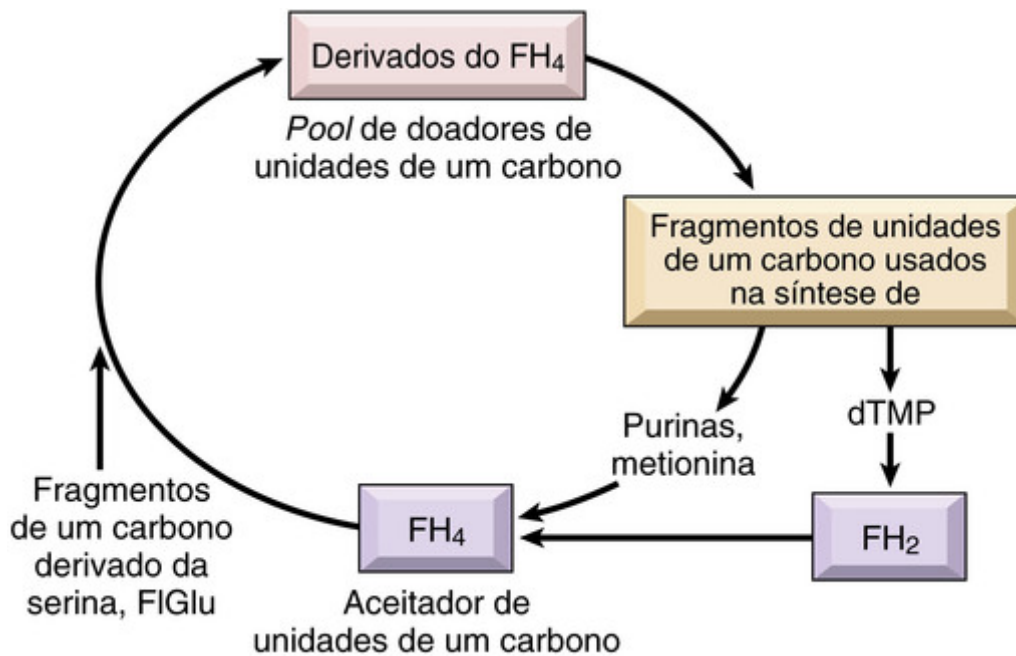 Derivados do FH₄
Pool de doadores de
unidades de um carbono
Fragmentos de unidades
de um carbono usados
na síntese de
Purinas,
metionina
dTMP
FH₂
FH₄
Aceitador de
unidades de um carbono
Fragmentos
de um carbono
derivado da
serina, FIGlu